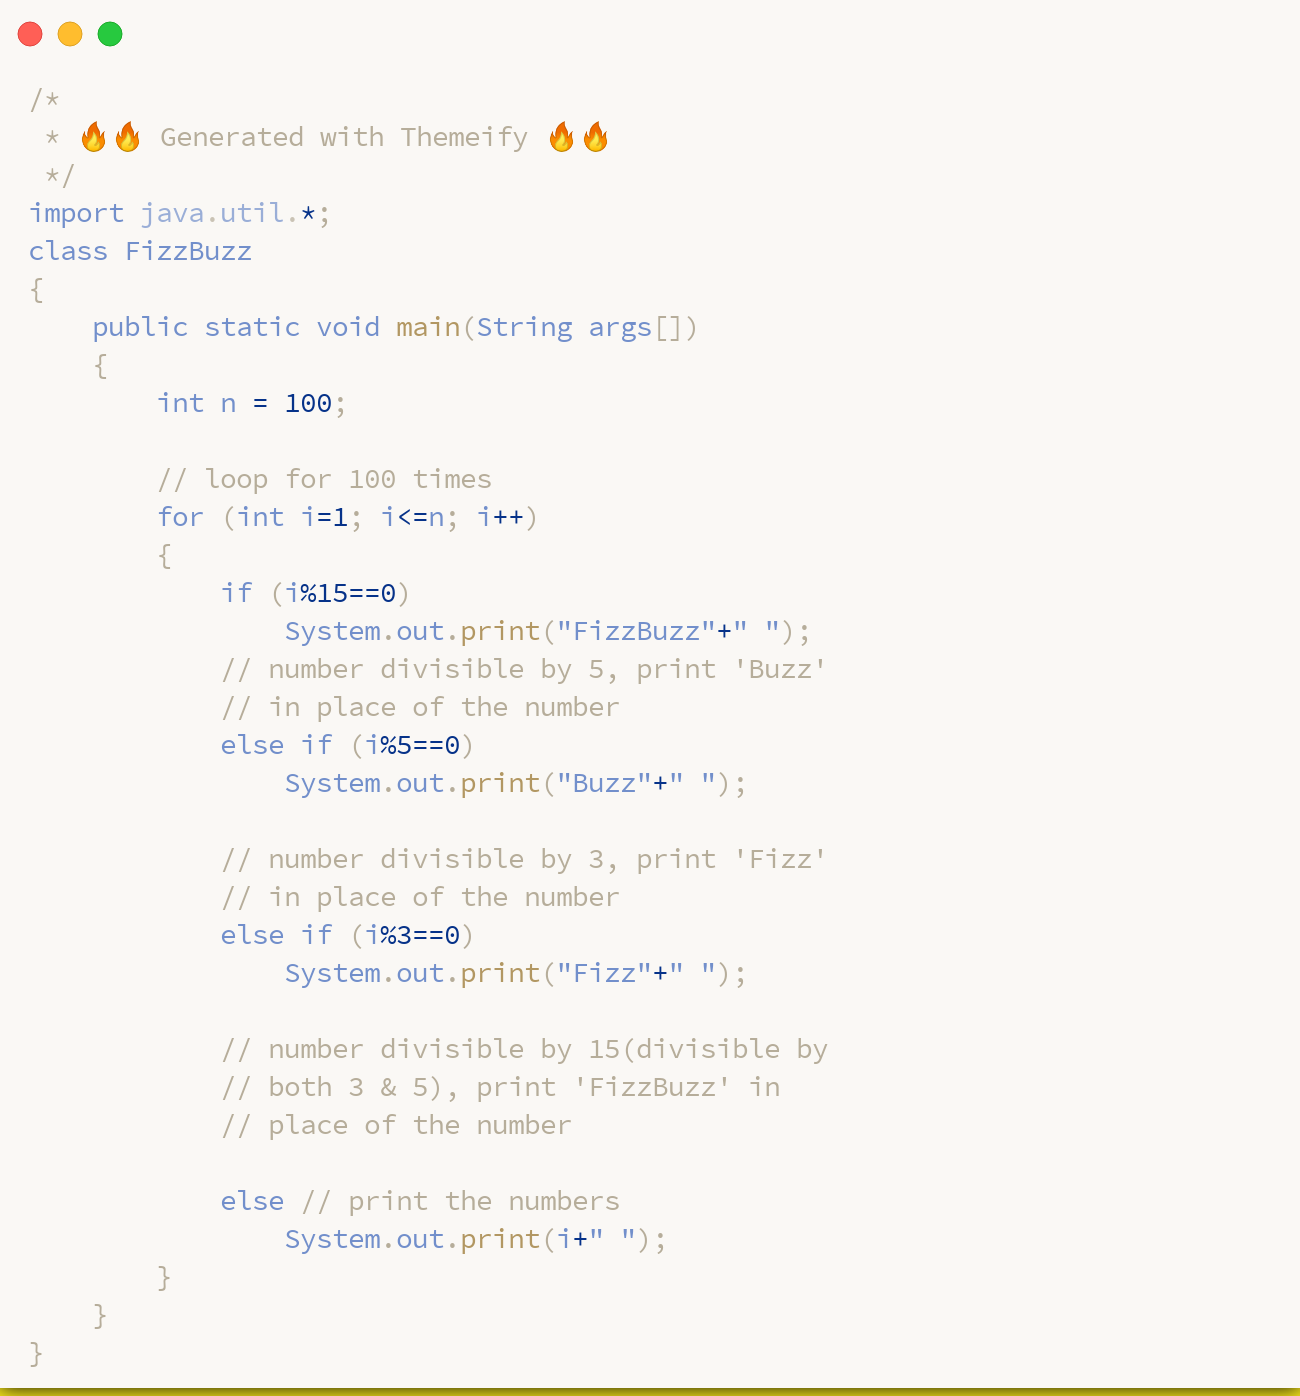 /*
 * 🔥🔥 Generated with Themeify 🔥🔥
 */
import java.util.*;
class FizzBuzz
{
    public static void main(String args[])
    {
        int n = 100;

        // loop for 100 times
        for (int i=1; i<=n; i++)
        {
            if (i%15==0)
                System.out.print("FizzBuzz"+" ");
            // number divisible by 5, print 'Buzz'
            // in place of the number
            else if (i%5==0)
                System.out.print("Buzz"+" ");

            // number divisible by 3, print 'Fizz'
            // in place of the number
            else if (i%3==0)
                System.out.print("Fizz"+" ");

            // number divisible by 15(divisible by
            // both 3 & 5), print 'FizzBuzz' in
            // place of the number

            else // print the numbers
                System.out.print(i+" ");
        }
    }
}